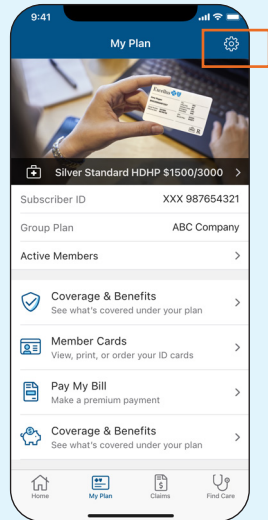 9:41
My Plan
Excellus
Silver Standard HDHP $1500/3000
Subscriber ID XXX 987654321
Group Plan ABC Company
Active Members
Coverage & Benefits
See what's covered under your plan
Member Cards
View, print, or order your ID cards
Pay My Bill
Make a premium payment
Coverage & Benefits
See what's covered under your plan
Home My Plan Claims Find Care